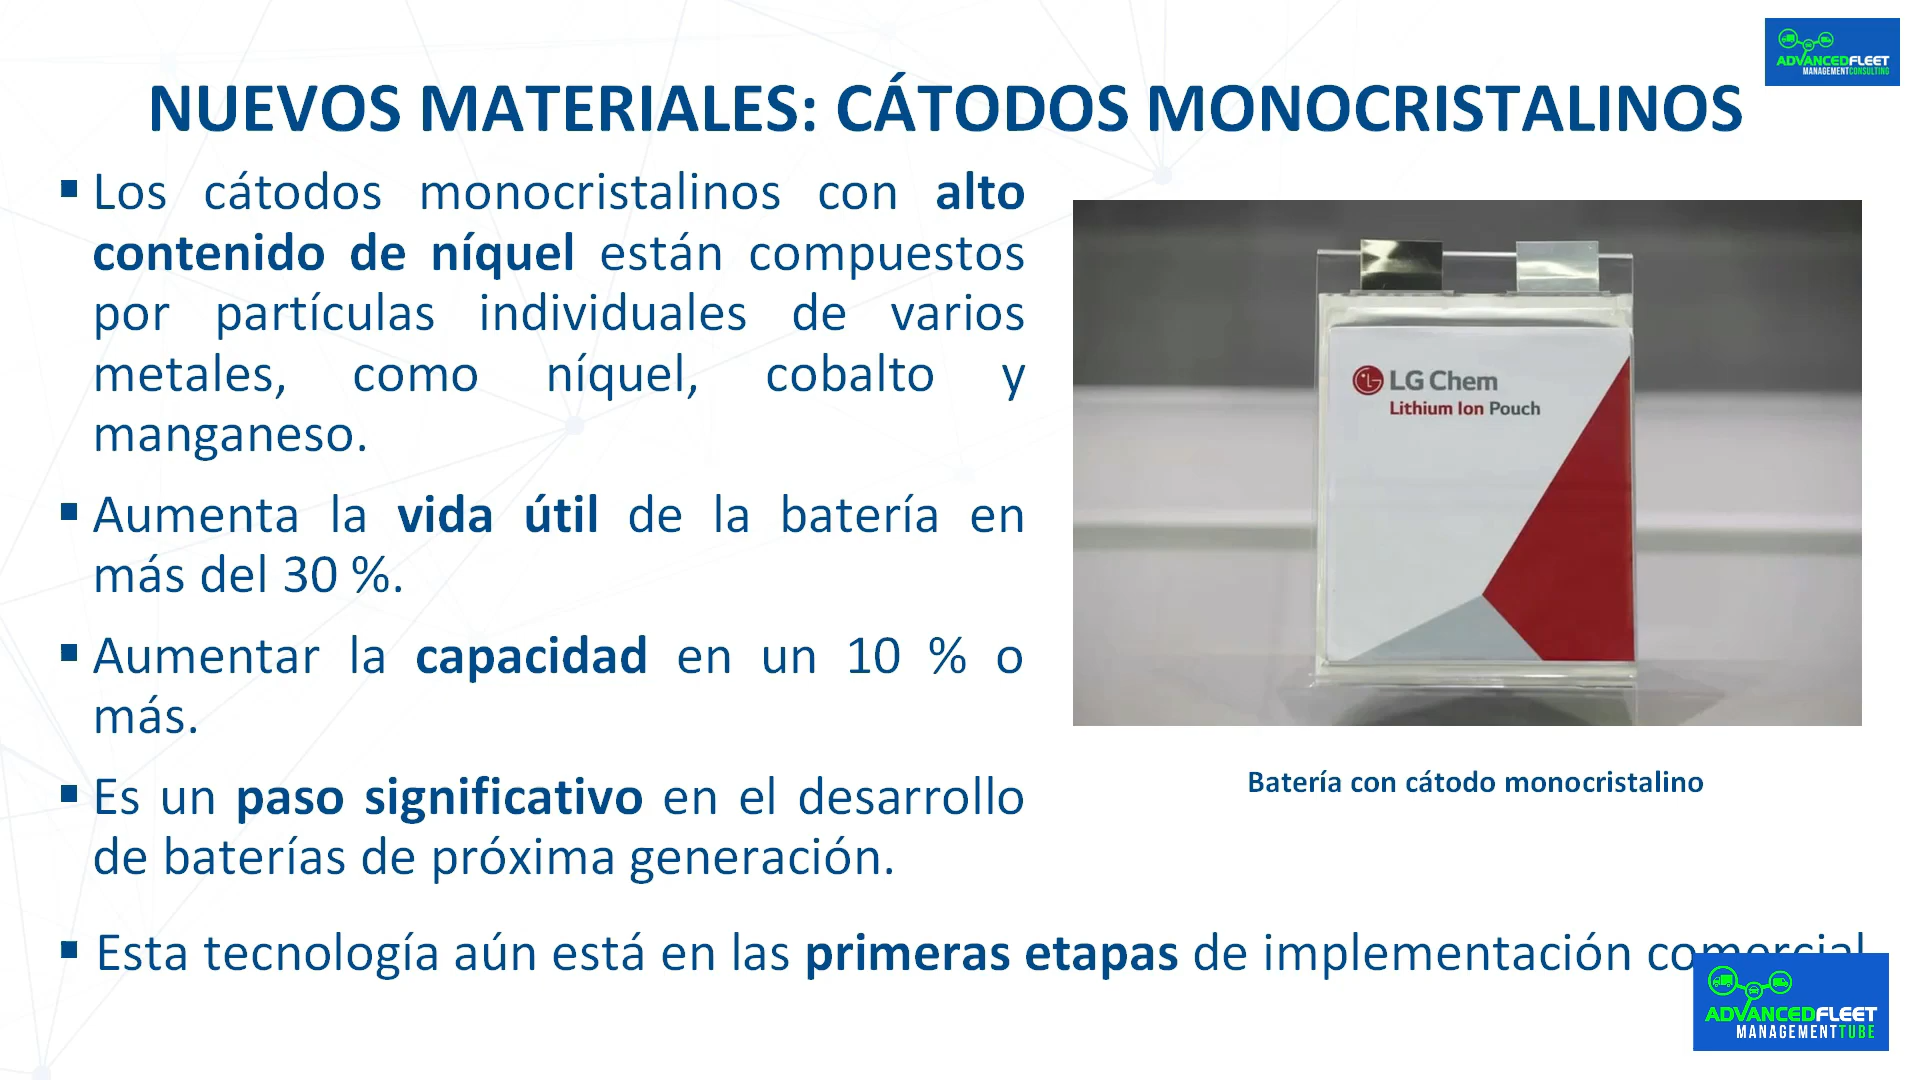 ADVANCEDFLEET
MANAGEMENTCONSULTING
NUEVOS MATERIALES: CÁTODOS MONOCRISTALINOS
▪ Los cátodos monocristalinos con alto
contenido de níquel están compuestos
por partículas individuales de varios
metales, como níquel, cobalto y
manganeso.
▪ Aumenta la vida útil de la batería en
más del 30 %.
▪ Aumentar la capacidad en un 10 % o
más.
▪ Es un paso significativo en el desarrollo
de baterías de próxima generación.
LG Chem
Lithium Ion Pouch
Batería con cátodo monocristalino
▪ Esta tecnología aún está en las primeras etapas de implementación comercial
ADVANCEDFLEET
MANAGEMENTTUBE